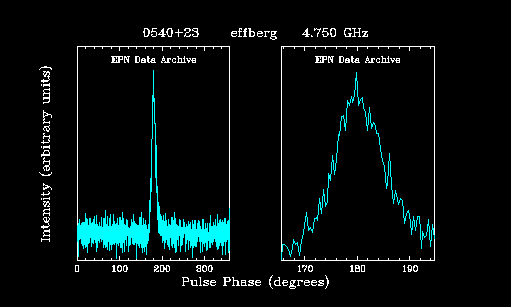 0540+23 effberg 4.750 GHz
EPN Data Archive EPN Data Archive
Intensity (arbitrary units)
0 100 200 300 170 180 190
Pulse Phase (degrees)